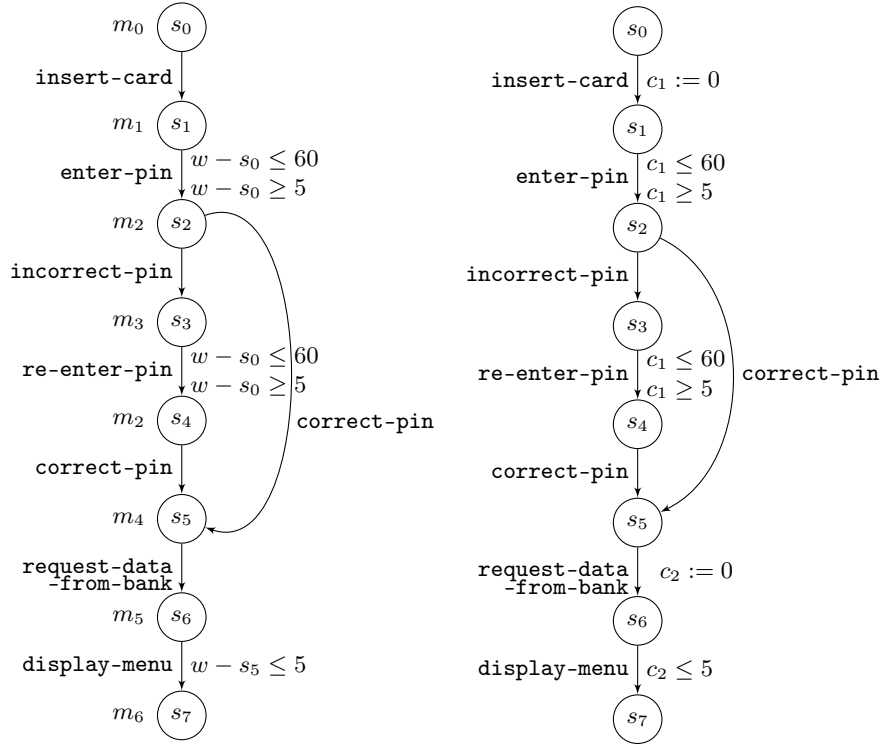 m₀ s₀
insert-card
m₁ s₁
w − s₀ ≤ 60
enter-pin
w − s₀ ≥ 5
m₂ s₂
incorrect-pin
m₃ s₃
w − s₀ ≤ 60
re-enter-pin
w − s₀ ≥ 5
m₂ s₄
correct-pin
correct-pin
m₄ s₅
request-data
-from-bank
m₅ s₆
display-menu w − s₅ ≤ 5
m₆ s₇
s₀
insert-card c₁ := 0
s₁
c₁ ≤ 60
enter-pin
c₁ ≥ 5
s₂
incorrect-pin
s₃
c₁ ≤ 60
re-enter-pin
c₁ ≥ 5
correct-pin
s₄
correct-pin
s₅
request-data
-from-bank
c₂ := 0
s₆
display-menu c₂ ≤ 5
s₇